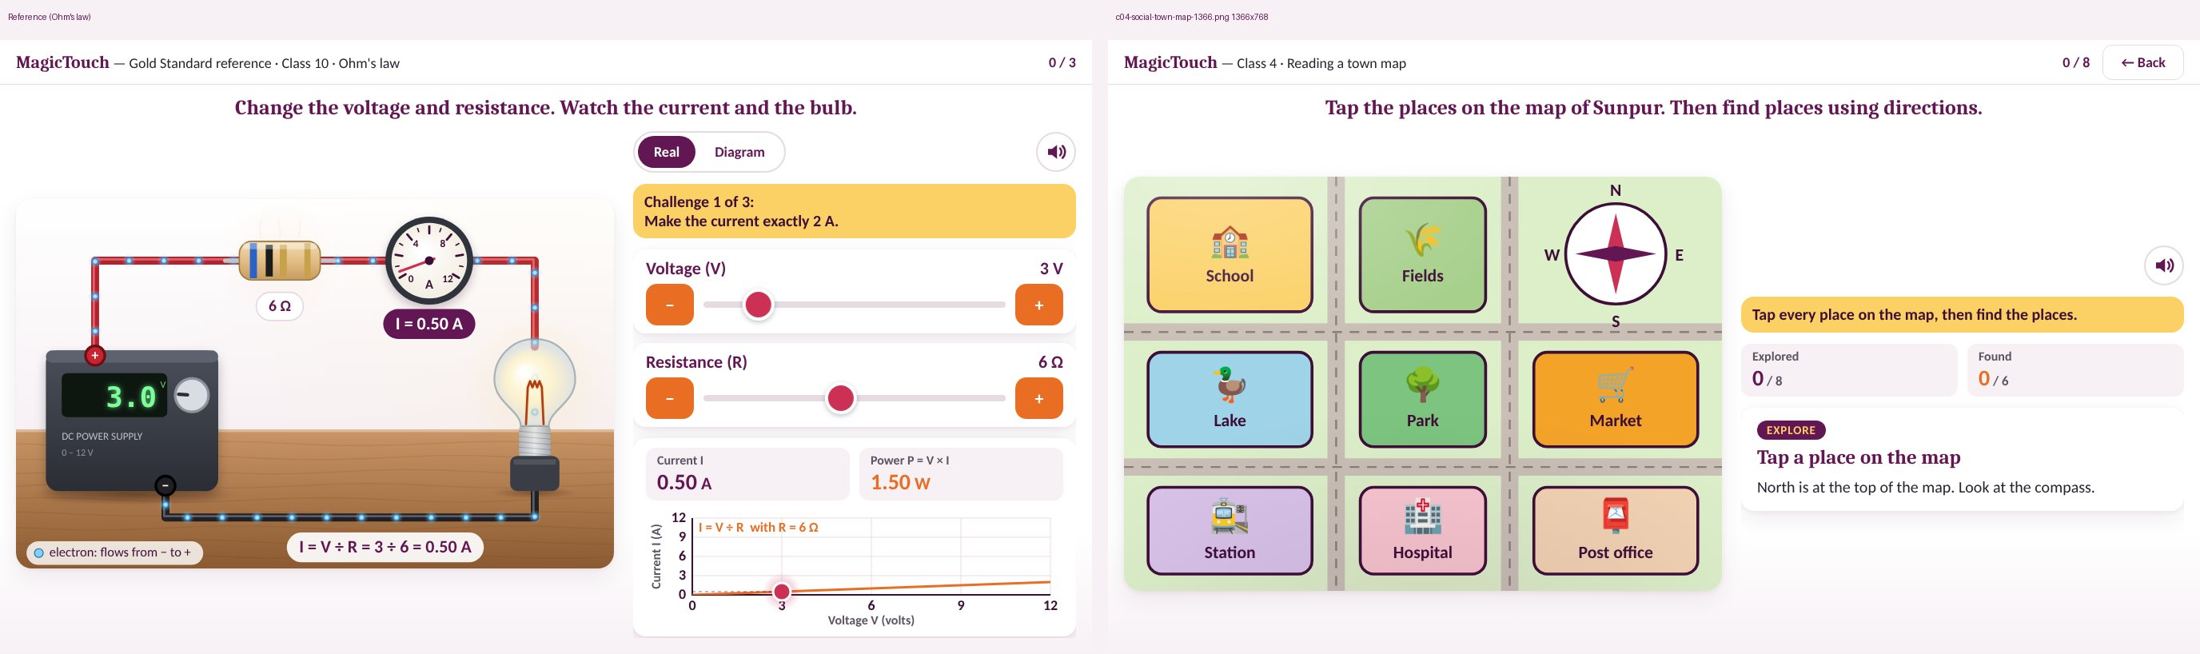 Reference (Ohm's law)
MagicTouch — Gold Standard reference · Class 10 · Ohm's law
0 / 3
Change the voltage and resistance. Watch the current and the bulb.
Real
Diagram
Challenge 1 of 3:
Make the current exactly 2 A.
Voltage (V)
3 V
−
+
Resistance (R)
6 Ω
−
+
Current I
0.50 A
Power P = V × I
1.50 W
I = V ÷ R with R = 6 Ω
Current I (A)
12
9
6
3
0
0
3
6
9
12
Voltage V (volts)
6 Ω
0
4
8
12
A
I = 0.50 A
+
3.0 V
DC POWER SUPPLY
0 – 12 V
−
electron: flows from − to +
I = V ÷ R = 3 ÷ 6 = 0.50 A
c04-social-town-map-1366.png 1366x768
MagicTouch — Class 4 · Reading a town map
0 / 8
← Back
Tap the places on the map of Sunpur. Then find places using directions.
School
Fields
N
W
E
S
Lake
Park
Market
Station
Hospital
Post office
Tap every place on the map, then find the places.
Explored
0 / 8
Found
0 / 6
EXPLORE
Tap a place on the map
North is at the top of the map. Look at the compass.